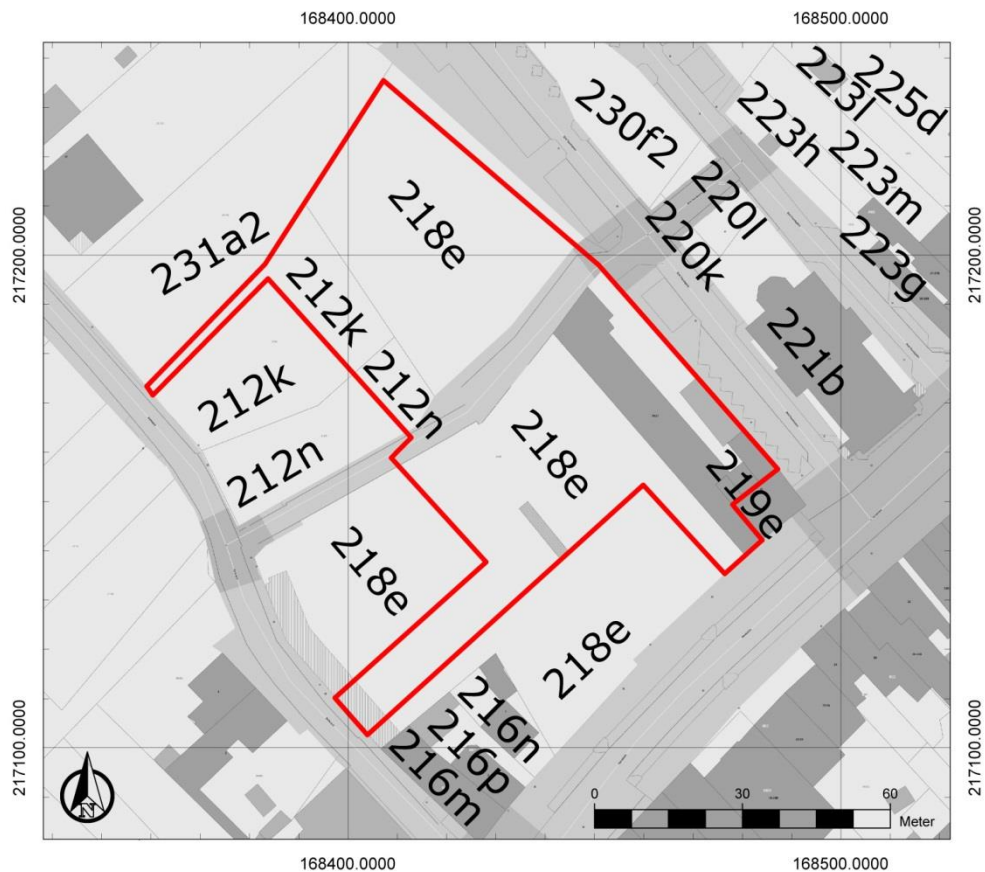 168400.0000
168500.0000
217200.0000
217200.0000
217100.0000
217100.0000
230f2
223l
225d
223h
223m
223g
220l
220k
218e
231a2
212k
212k
212n
212n
221b
218e
219e
218e
218e
216n
216p
216m
N
0
30
60
Meter
168400.0000
168500.0000